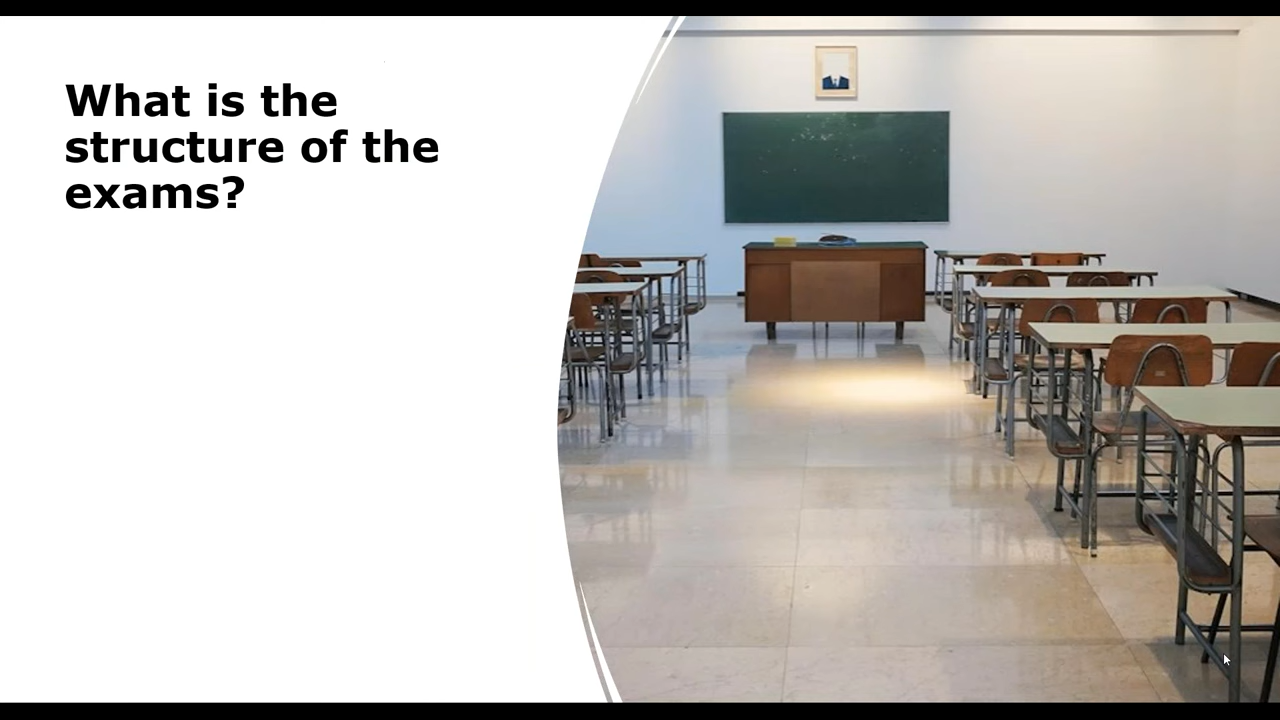 What is the
structure of the
exams?